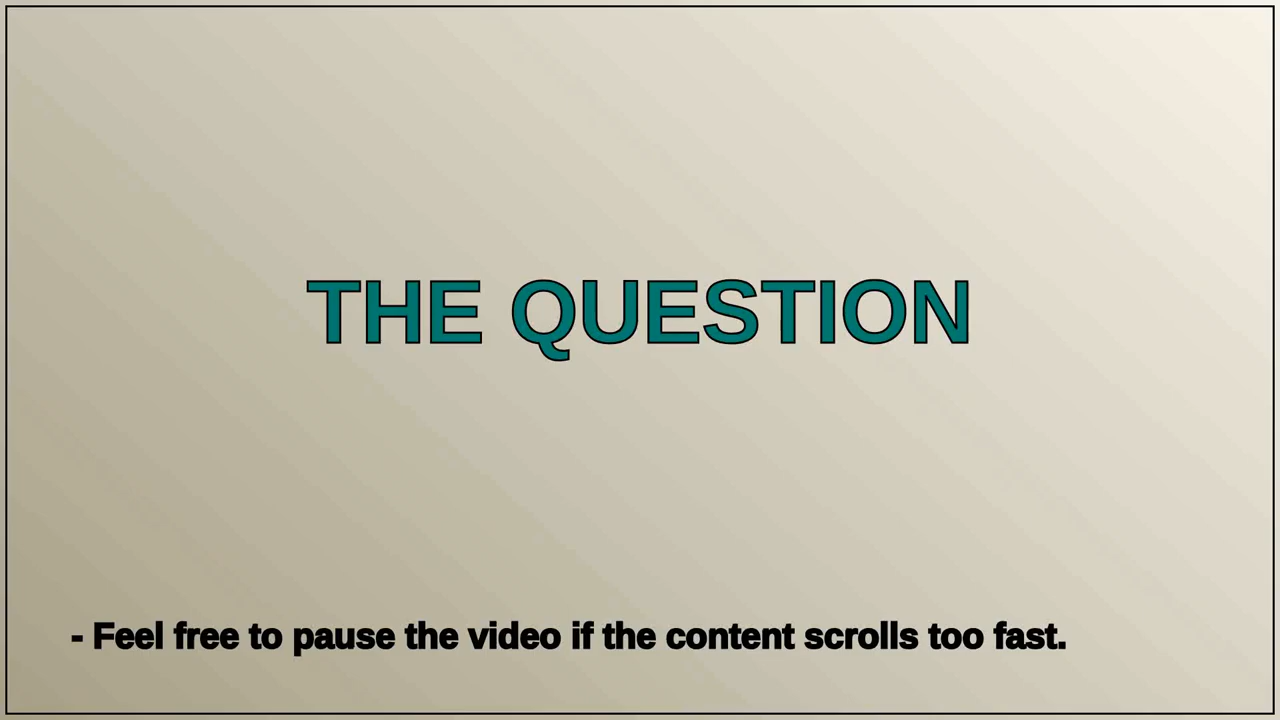 THE QUESTION
- Feel free to pause the video if the content scrolls too fast.